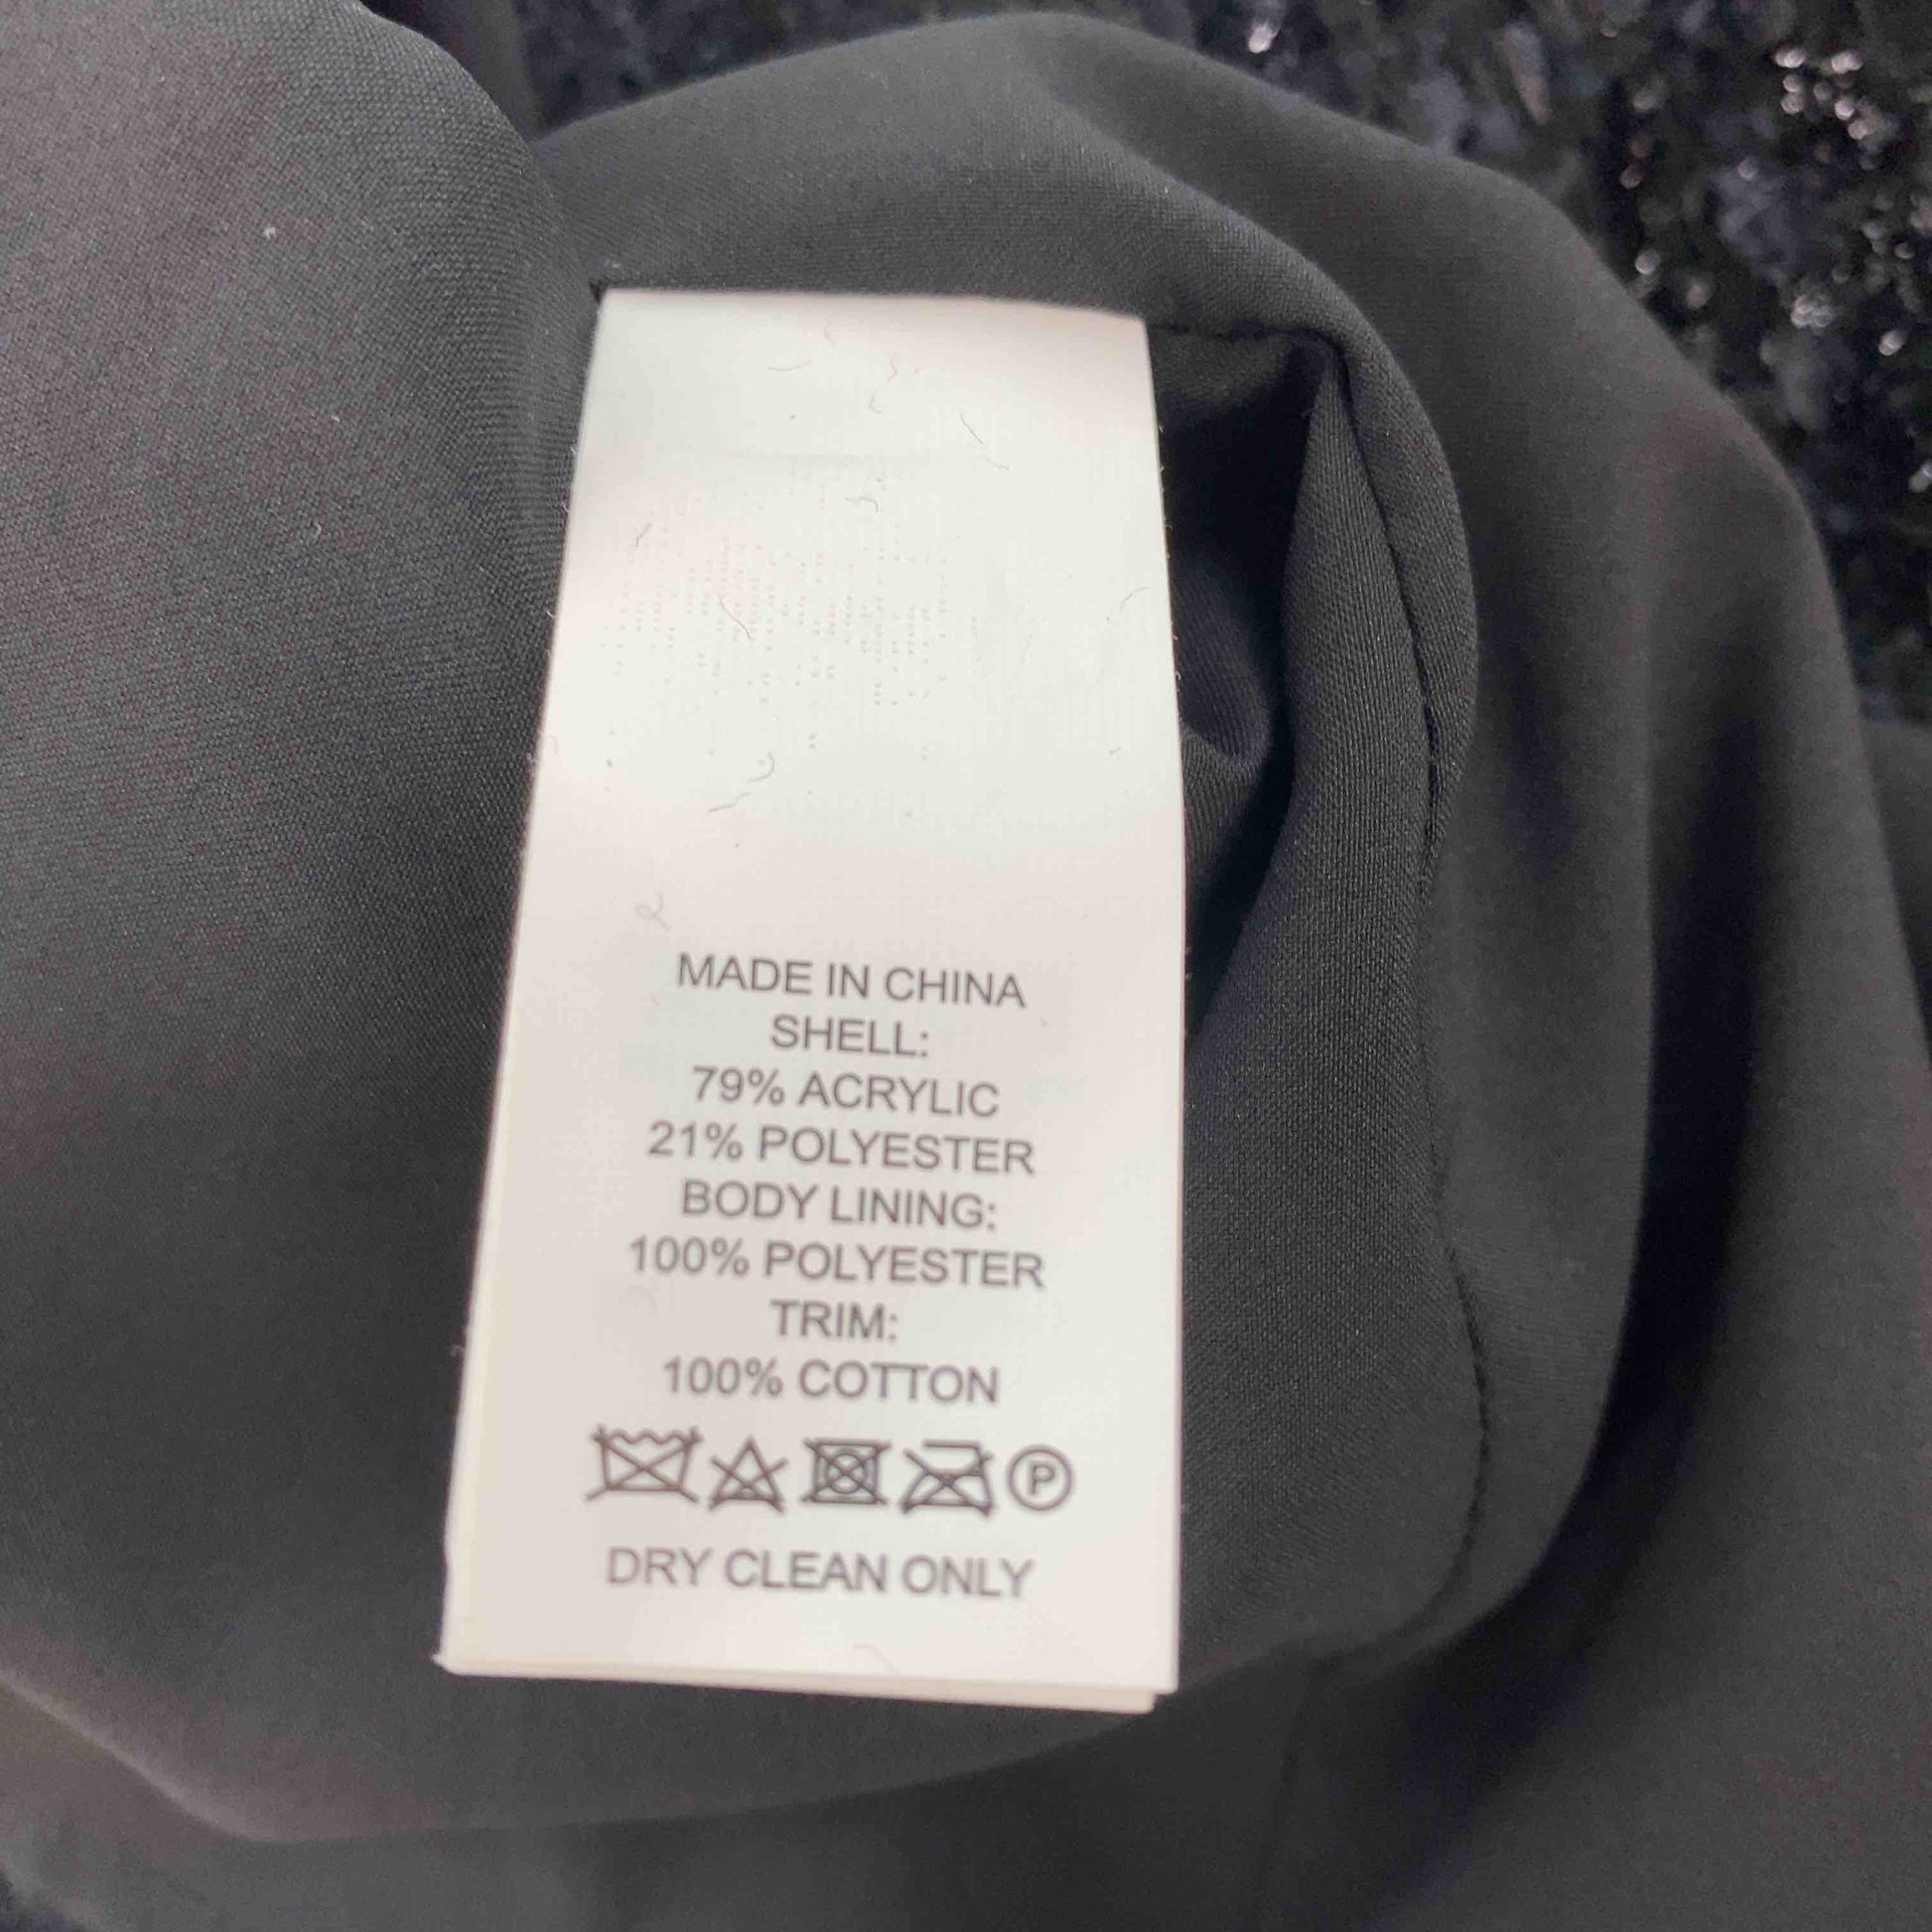 MADE IN CHINA
SHELL:
79% ACRYLIC
21% POLYESTER
BODY LINING:
100% POLYESTER
TRIM:
100% COTTON
P
DRY CLEAN ONLY